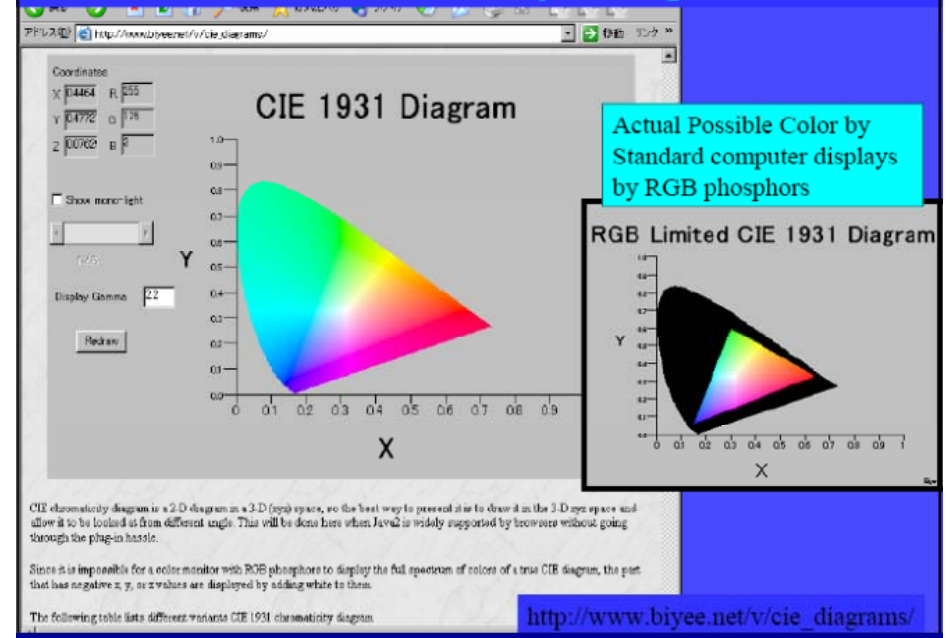 アドレス(D) http://www.biyee.net/v/cie_diagrams/ 移動 リンク »
Coordinates
X 0.4464 R 255
Y 0.4772 G
Z 0.0762 B
Show mono-light
Display Gamma 2.2
Redraw
CIE 1931 Diagram
1.0
0.9
0.8
0.7
0.6
0.5
0.4
0.3
0.2
0.1
0.0
Y
0 0.1 0.2 0.3 0.4 0.5 0.6 0.7 0.8 0.9
X
Actual Possible Color by
Standard computer displays
by RGB phosphors
RGB Limited CIE 1931 Diagram
Y
0 0.1 0.2 0.3 0.4 0.5 0.6 0.7 0.8 0.9 1
X
CIE chromaticity diagram is a 2-D diagram in a 3-D (xyz) space, so the best way to present it is to draw it in the 3-D xyz space and
allow it to be looked at from different angle. This will be done here when Java2 is widely supported by browsers without going
through the plug-in hassle.
Since it is impossible for a color monitor with RGB phosphors to display the full spectrum of colors of a true CIE diagram, the part
that has negative x, y, or z values are displayed by adding white to them.
The following table lists different variants CIE 1931 chromaticity diagram
http://www.biyee.net/v/cie_diagrams/